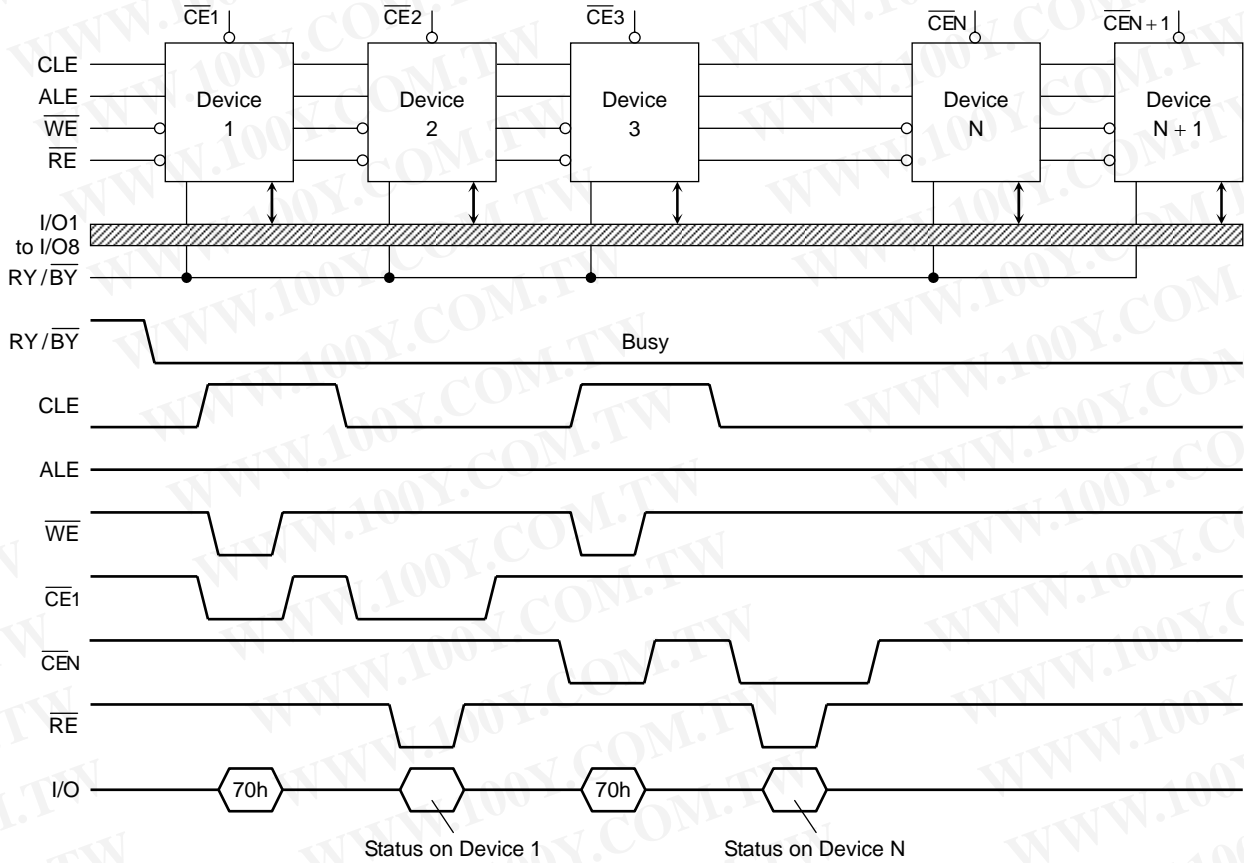 CE1 CE2 CE3 CEN CEN + 1
CLE
ALE
WE
RE
Device 1
Device 2
Device 3
Device N
Device N + 1
I/O1 to I/O8
RY / BY
RY / BY
Busy
CLE
ALE
WE
CE1
CEN
RE
I/O
70h
70h
Status on Device 1
Status on Device N
WWW.100Y.COM.TW